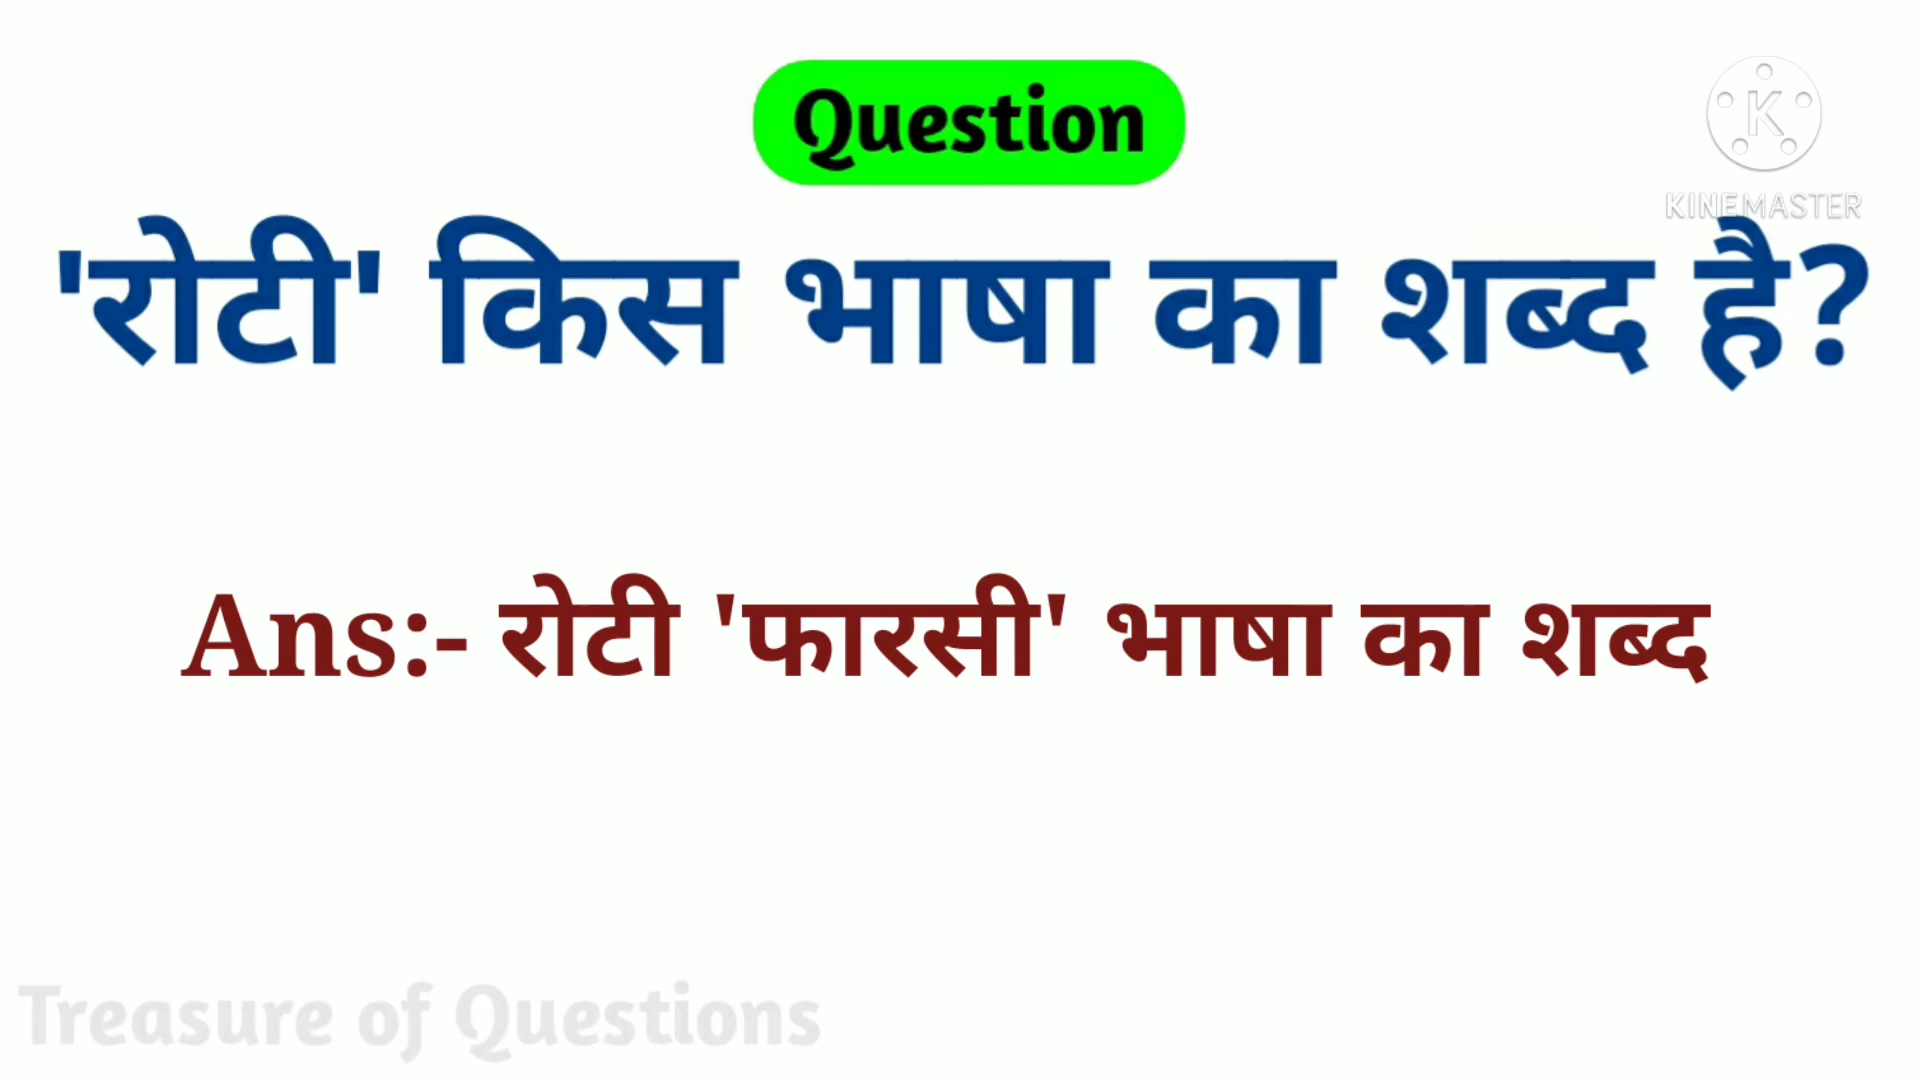 Question
K
KINEMASTER
'रोटी' किस भाषा का शब्द है?
Ans:- रोटी 'फारसी' भाषा का शब्द
Treasure of Questions